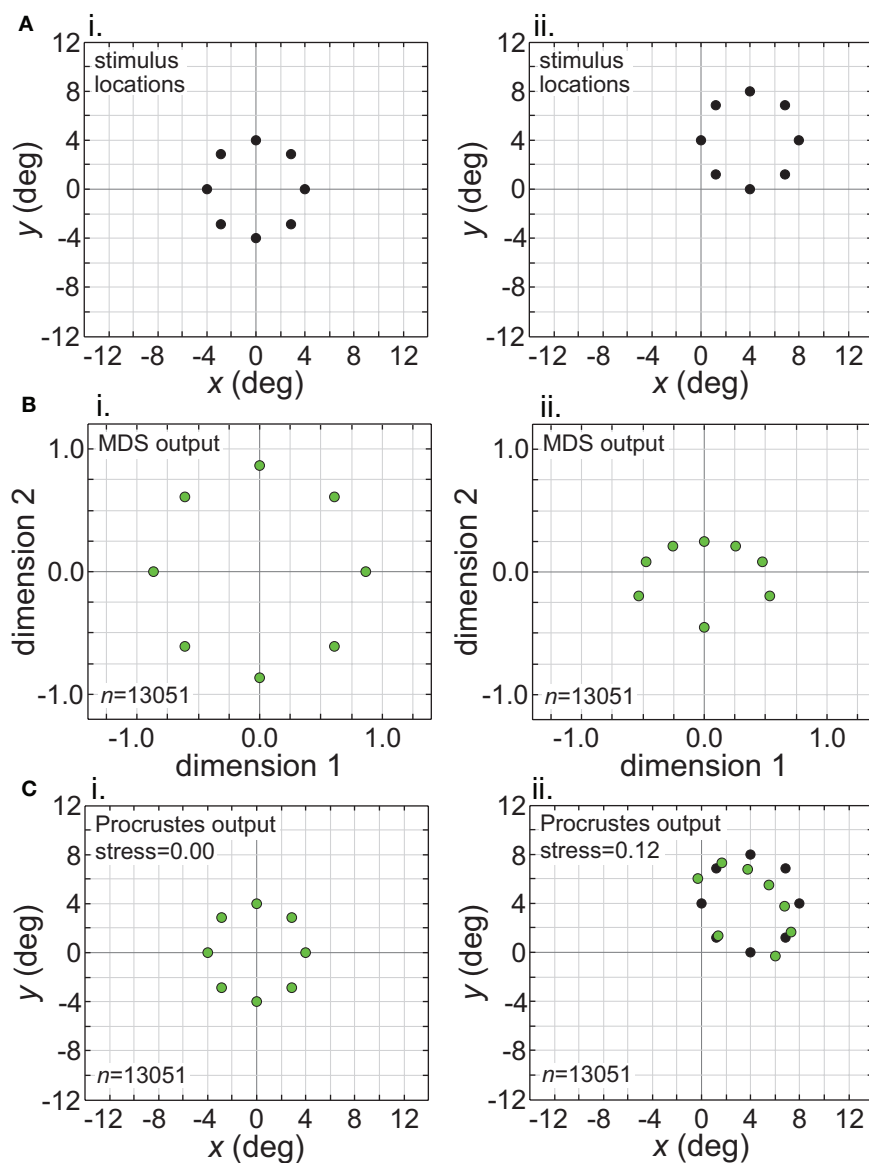 A i.
12
8
4
0
-4
-8
-12
y (deg)
stimulus
locations
-12 -8 -4 0 4 8 12
x (deg)
ii.
12
8
4
0
-4
-8
-12
y (deg)
stimulus
locations
-12 -8 -4 0 4 8 12
x (deg)
B i.
1.0
0.0
-1.0
dimension 2
MDS output
n=13051
-1.0 0.0 1.0
dimension 1
ii.
1.0
0.0
-1.0
dimension 2
MDS output
n=13051
-1.0 0.0 1.0
dimension 1
C i.
12
8
4
0
-4
-8
-12
y (deg)
Procrustes output
stress=0.00
n=13051
-12 -8 -4 0 4 8 12
x (deg)
ii.
12
8
4
0
-4
-8
-12
y (deg)
Procrustes output
stress=0.12
n=13051
-12 -8 -4 0 4 8 12
x (deg)